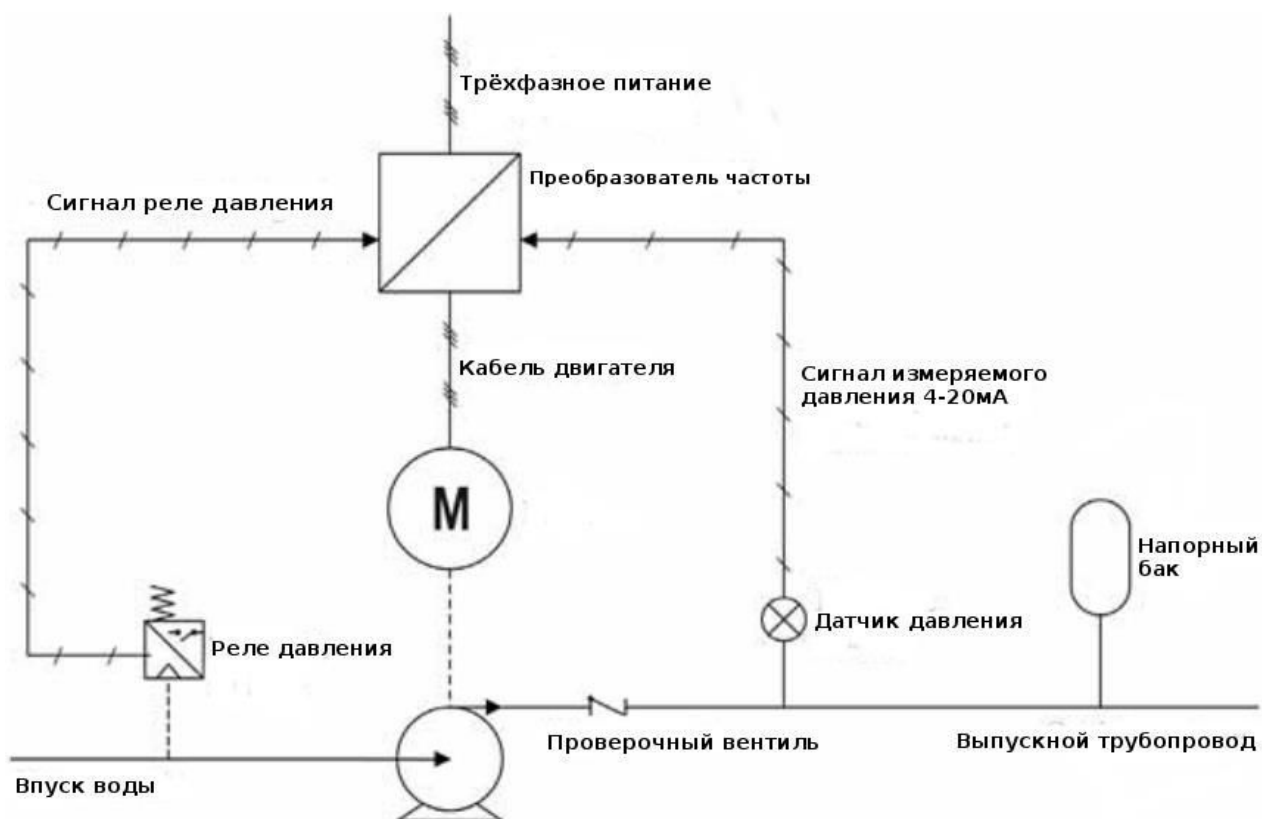 Трёхфазное питание
Преобразователь частоты
Сигнал реле давления
Кабель двигателя
Сигнал измеряемого
давления 4-20мА
М
Напорный
бак
Датчик давления
Реле давления
Проверочный вентиль
Выпускной трубопровод
Впуск воды